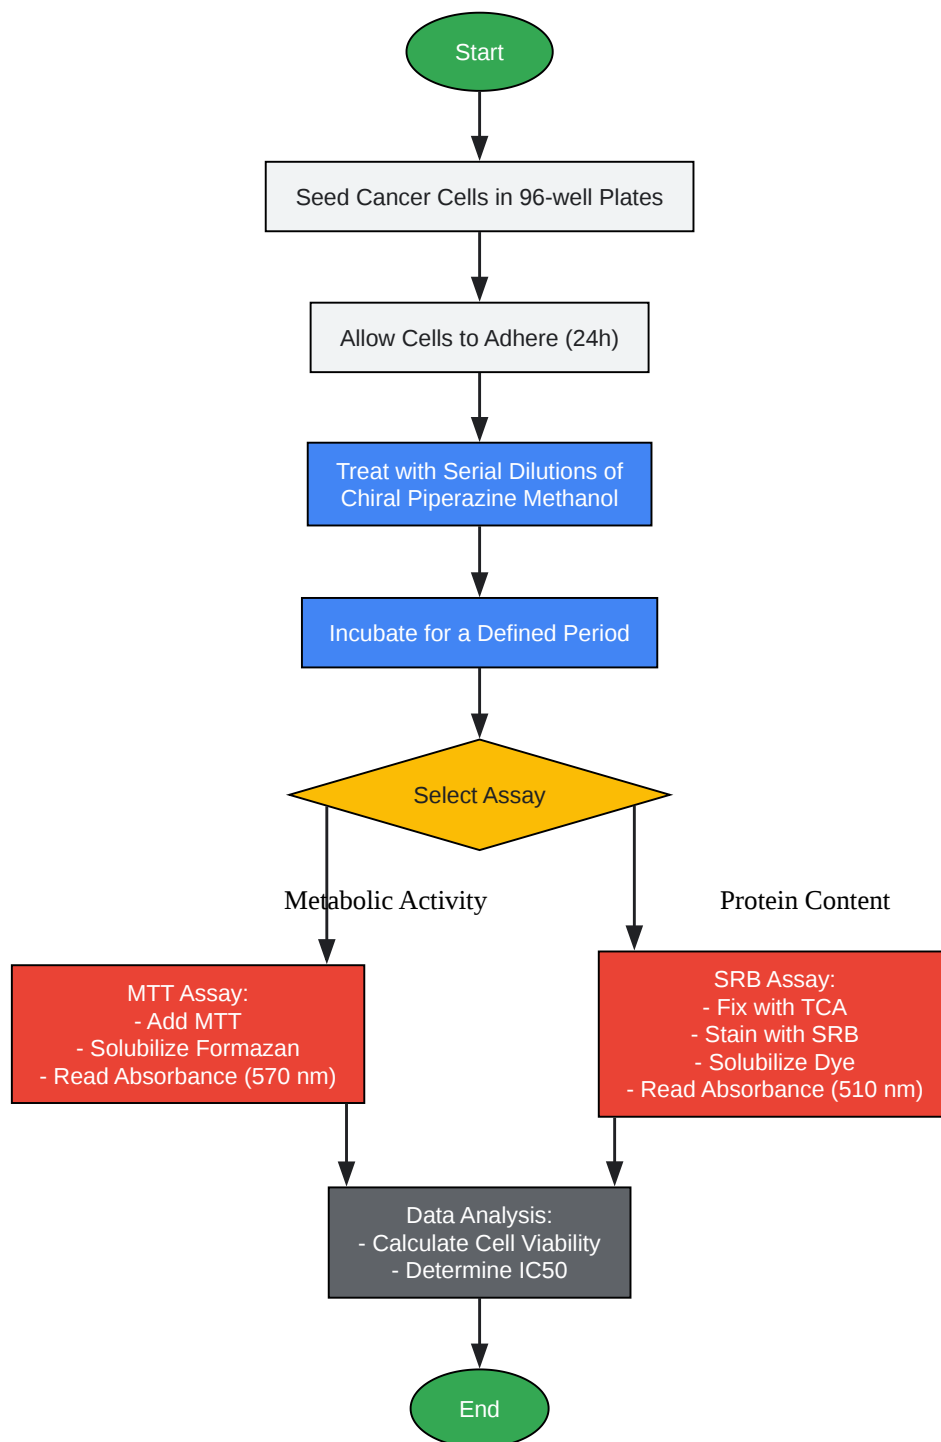 Start
Seed Cancer Cells in 96-well Plates
Allow Cells to Adhere (24h)
Treat with Serial Dilutions of
Chiral Piperazine Methanol
Incubate for a Defined Period
Select Assay
Metabolic Activity
Protein Content
MTT Assay:
- Add MTT
- Solubilize Formazan
- Read Absorbance (570 nm)
SRB Assay:
- Fix with TCA
- Stain with SRB
- Solubilize Dye
- Read Absorbance (510 nm)
Data Analysis:
- Calculate Cell Viability
- Determine IC50
End